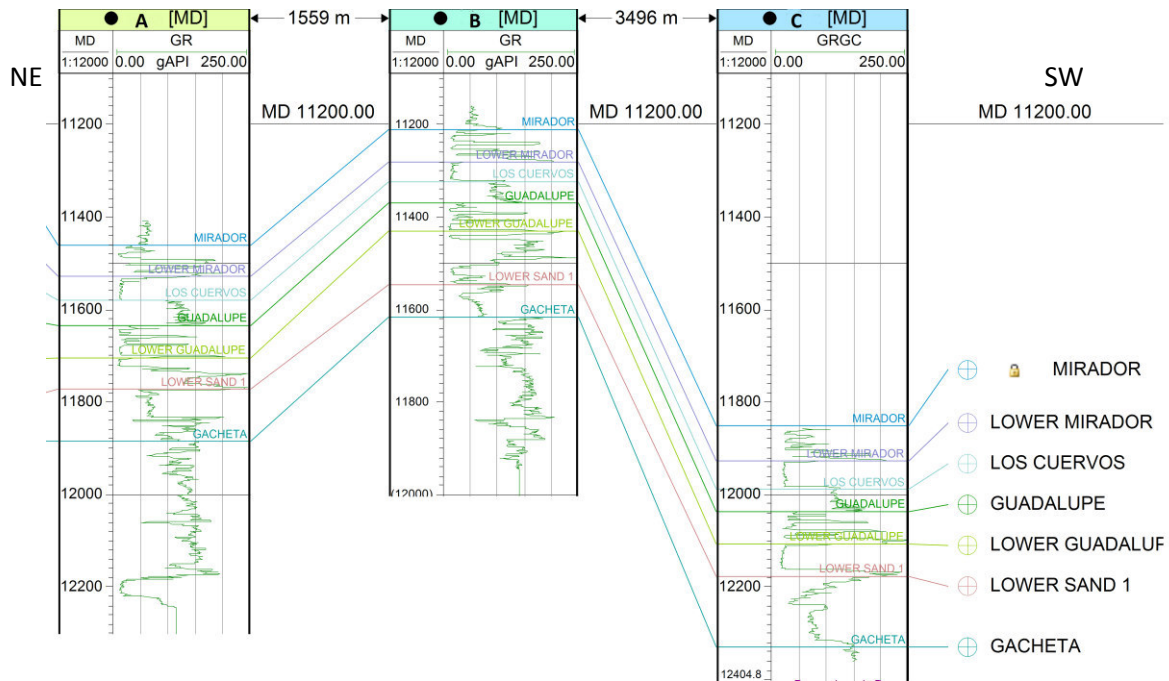 A [MD]
1559 m
B [MD]
3496 m
C [MD]
MD
GR
1:12000
0.00 gAPI 250.00
MD
GR
1:12000
0.00 gAPI 250.00
MD
GRGC
1:12000
0.00 gAPI 250.00
NE
SW
MD 11200.00
MD 11200.00
MD 11200.00
11200
11400
11600
11800
12000
12200
MIRADOR
LOWER MIRADOR
LOS CUERVOS
GUADALUPE
LOWER GUADALUPE
LOWER SAND 1
GACHETA
11200
11400
11600
11800
(12000)
MIRADOR
LOWER MIRADOR
LOS CUERVOS
GUADALUPE
LOWER GUADALUPE
LOWER SAND 1
GACHETA
11200
11400
11600
11800
12000
12200
12404.8
MIRADOR
LOWER MIRADOR
LOS CUERVOS
GUADALUPE
LOWER GUADALUPE
LOWER SAND 1
GACHETA
MIRADOR
LOWER MIRADOR
LOS CUERVOS
GUADALUPE
LOWER GUADALUP
LOWER SAND 1
GACHETA